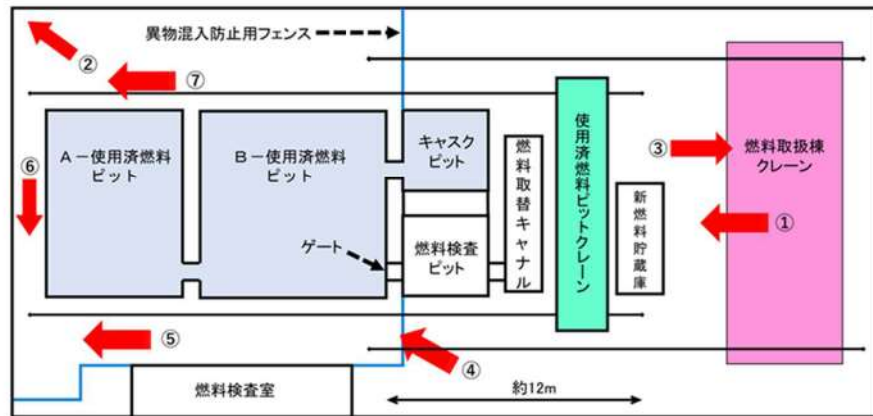 異物混入防止用フェンス
②
⑦
A－使用済燃料
ピット
B－使用済燃料
ピット
キャスク
ピット
燃料取替キャナル
使用済燃料ピットクレーン
③
燃料取扱棟
クレーン
⑥
①
新燃料貯蔵庫
ゲート
燃料検査
ピット
⑤
④
燃料検査室
約12m